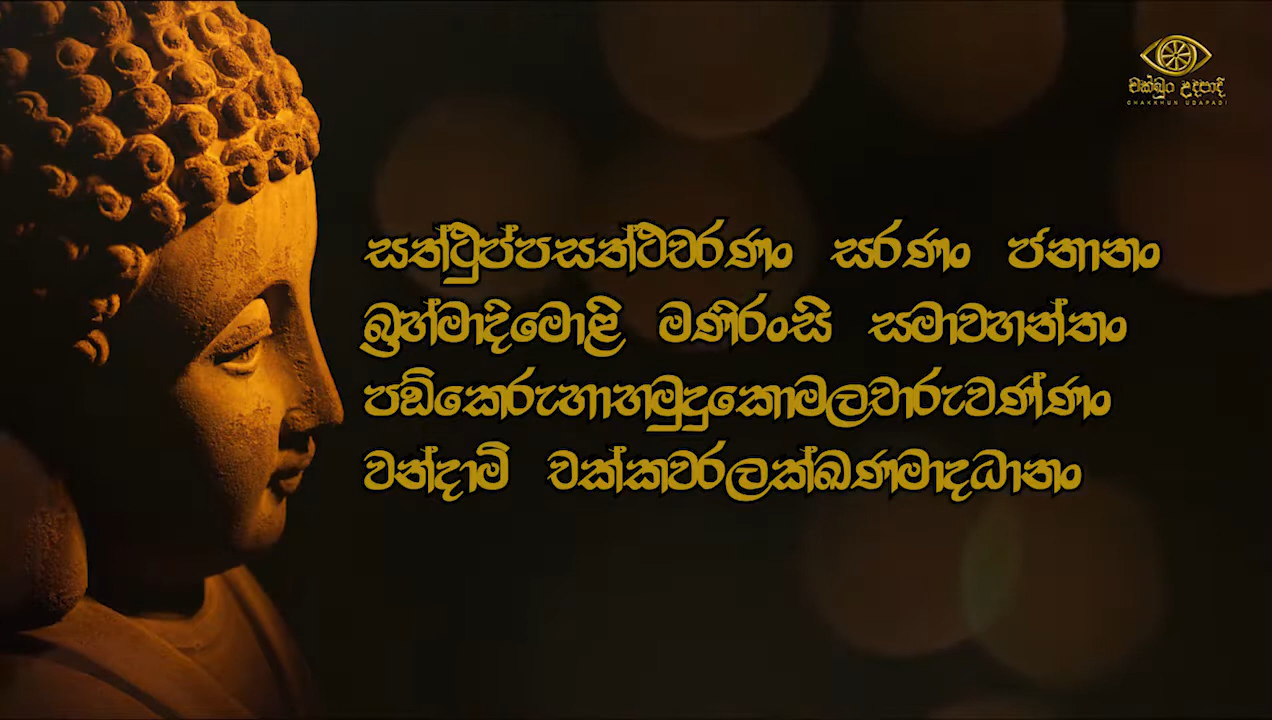 චක්ඛුං උදපාදී
CHAKKHUN UDAPADI
සත්ථුප්පසත්ථචරණං සරණං ජනානං
බ්‍රහ්මාදිමොළි මණිරංසි සමාවහන්තං
පඞ්කෙරුහාභමුදුකොමලචාරුවණ්ණං
වන්දාමි චක්කවරලක්ඛණමාදධානං